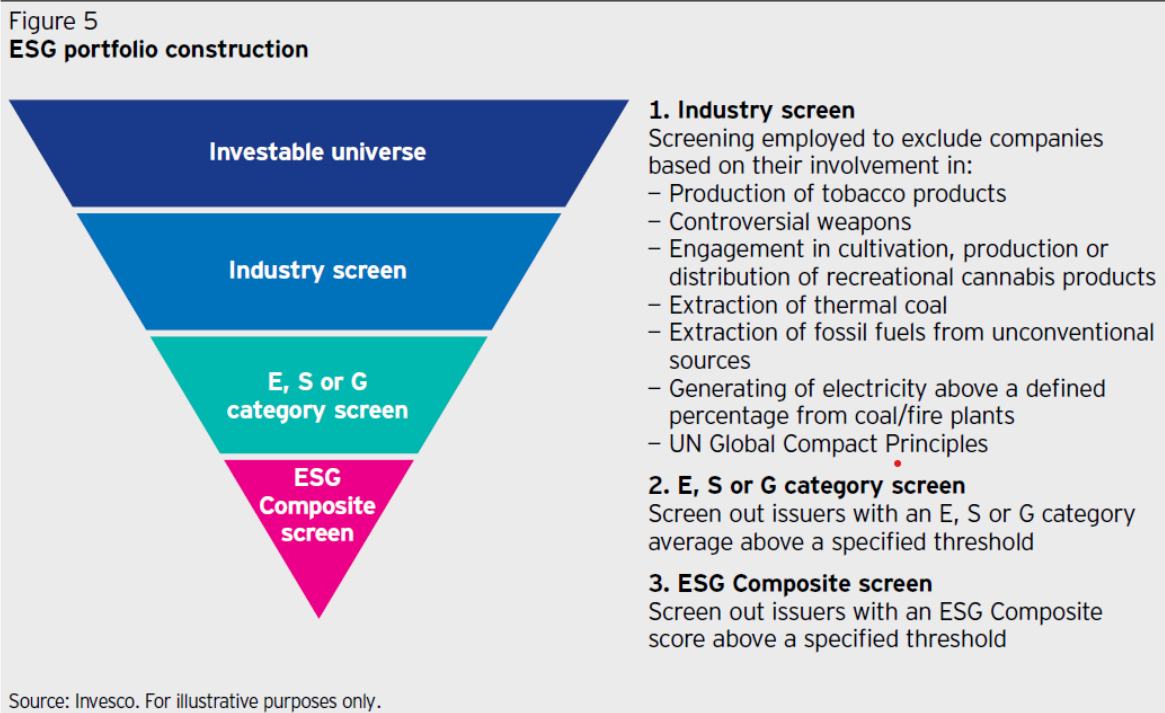 Figure 5
ESG portfolio construction
Investable universe
Industry screen
E, S or G
category screen
ESG
Composite
screen
1. Industry screen
Screening employed to exclude companies
based on their involvement in:
– Production of tobacco products
– Controversial weapons
– Engagement in cultivation, production or
distribution of recreational cannabis products
– Extraction of thermal coal
– Extraction of fossil fuels from unconventional
sources
– Generating of electricity above a defined
percentage from coal/fire plants
– UN Global Compact Principles
2. E, S or G category screen
Screen out issuers with an E, S or G category
average above a specified threshold
3. ESG Composite screen
Screen out issuers with an ESG Composite
score above a specified threshold
Source: Invesco. For illustrative purposes only.